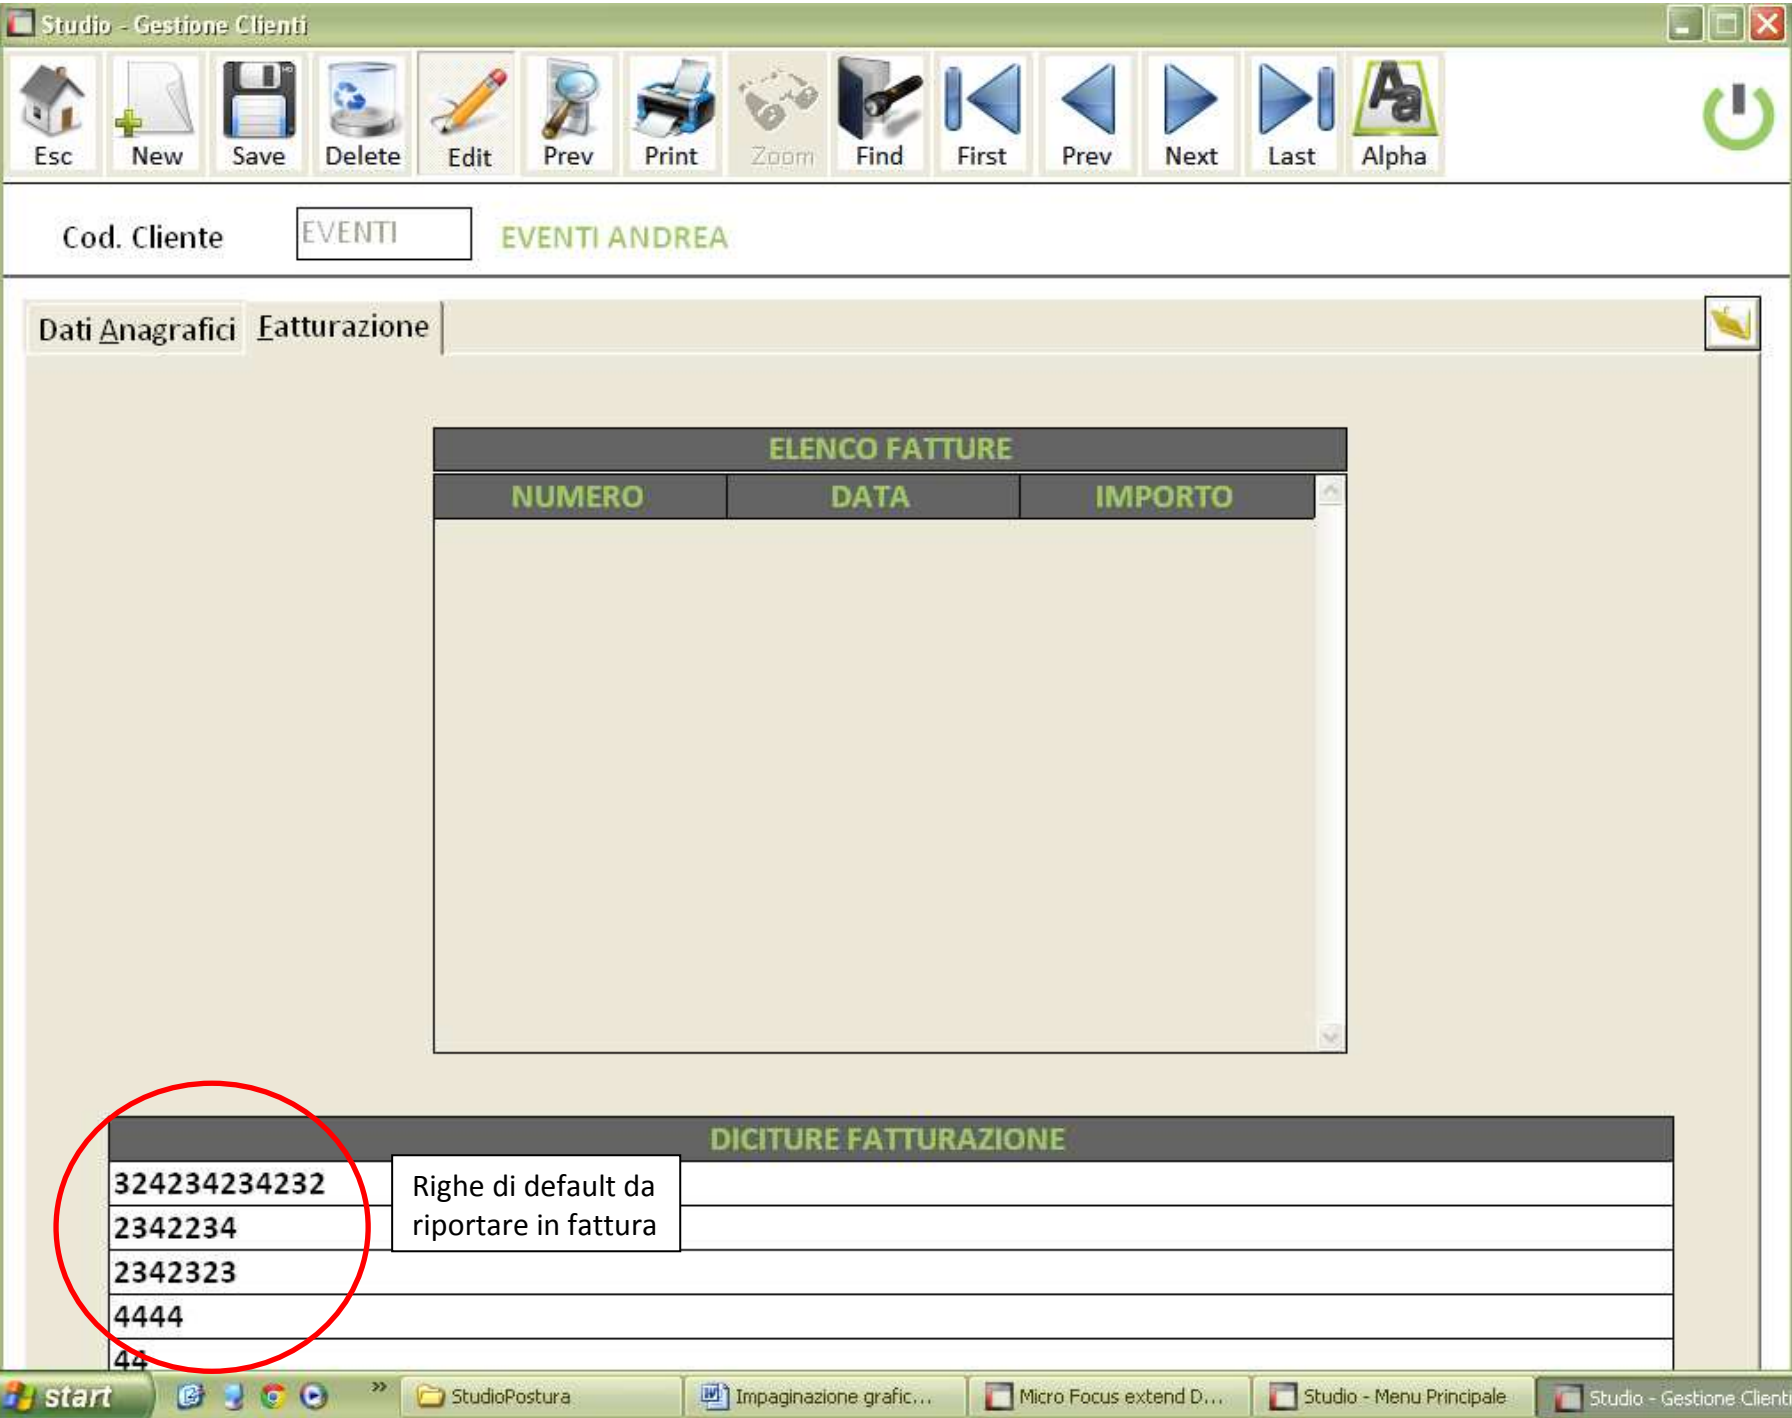 Studio - Gestione Clienti
Esc New Save Delete Edit Prev Print Zoom Find First Prev Next Last Alpha
Cod. Cliente EVENTI EVENTI ANDREA
Dati Anagrafici Fatturazione
ELENCO FATTURE
NUMERO DATA IMPORTO
DICITURE FATTURAZIONE
324234234232
Righe di default da
riportare in fattura
2342234
2342323
4444
44
start » StudioPostura Impaginazione grafic... Micro Focus extend D... Studio - Menu Principale Studio - Gestione Clienti